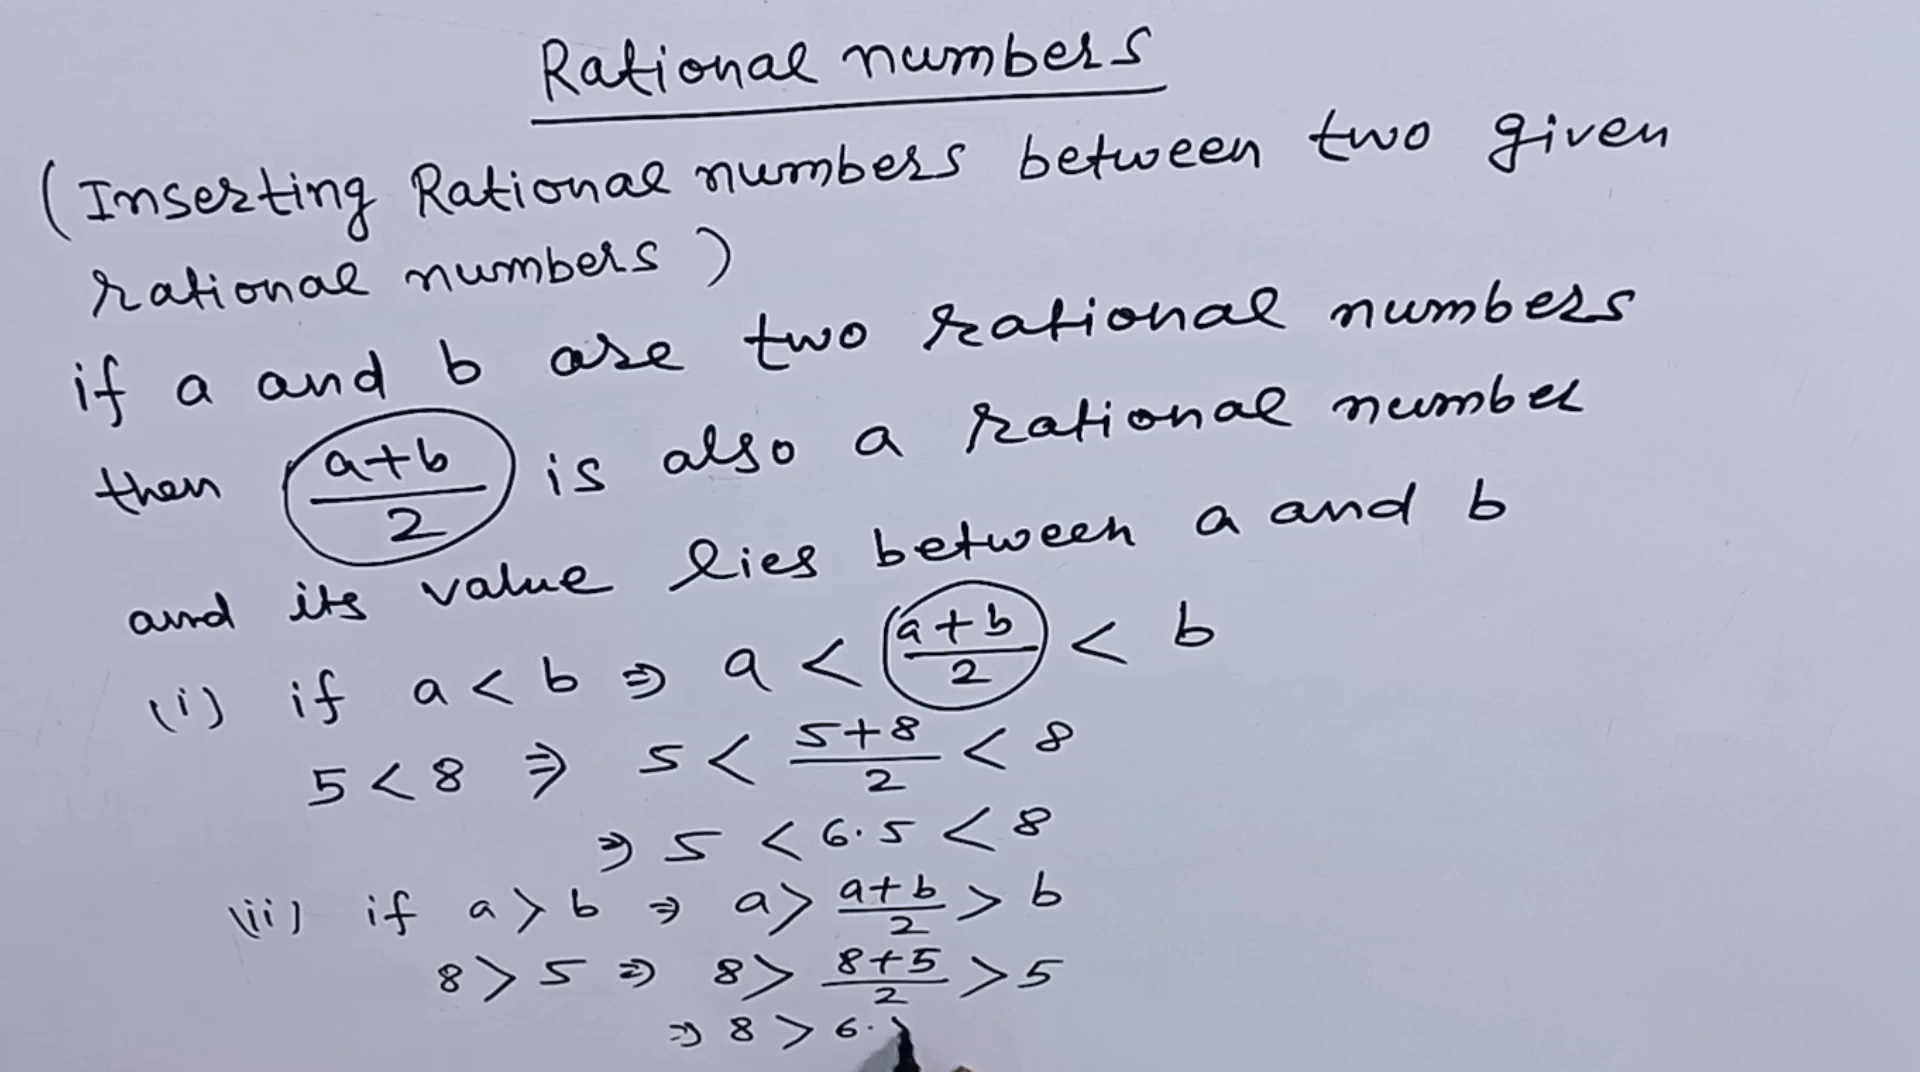 Rational numbers
(Inserting Rational numbers between two given
rational numbers)
if a and b are two rational numbers
then (a+b)/2 is also a rational number
and its value lies between a and b
(i) if a < b ⇒ a < (a+b)/2 < b
5 < 8 ⇒ 5 < (5+8)/2 < 8
⇒ 5 < 6.5 < 8
(ii) if a > b ⇒ a > (a+b)/2 > b
8 > 5 ⇒ 8 > (8+5)/2 > 5
⇒ 8 > 6.